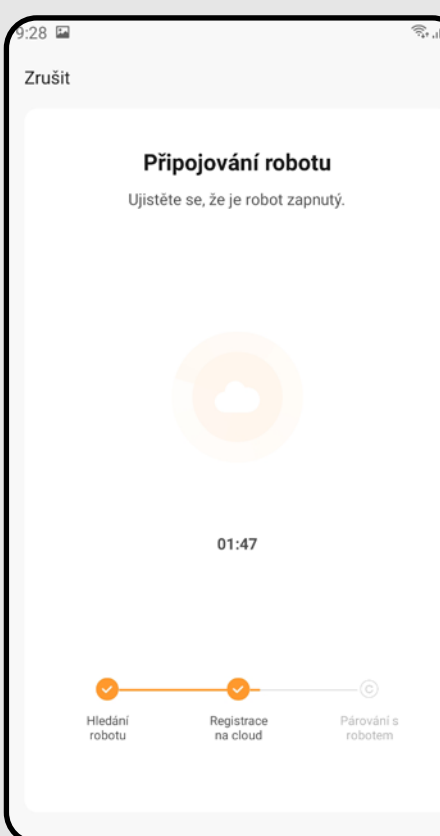 9:28
Zrušit
Připojování robotu
Ujistěte se, že je robot zapnutý.
01:47
Hledání
robotu
Registrace
na cloud
Párování s
robotem